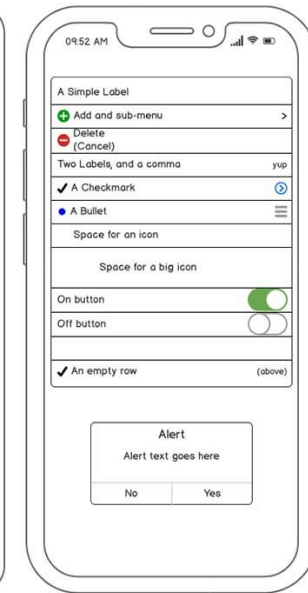 09:52 AM
A Simple Label
Add and sub-menu
Delete
(Cancel)
Two Labels, and a comma yup
A Checkmark
A Bullet
Space for an icon
Space for a big icon
On button
Off button
An empty row (above)
Alert
Alert text goes here
No Yes